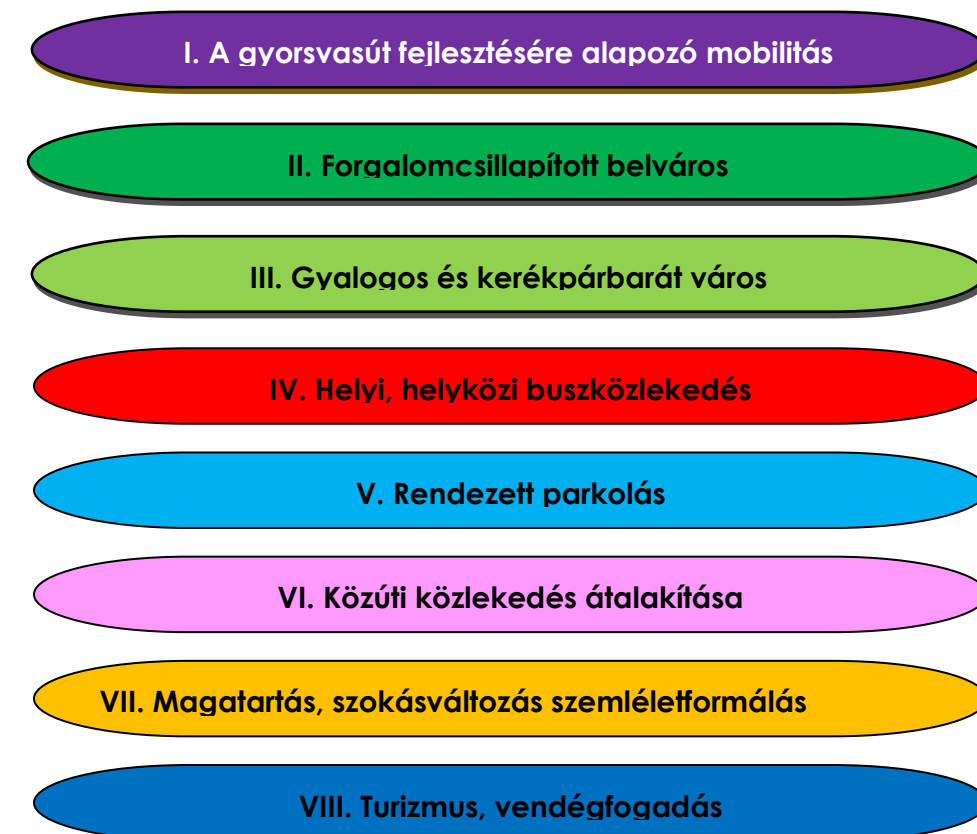 I. A gyorsvasút fejlesztésére alapozó mobilitás
II. Forgalomcsillapított belváros
III. Gyalogos és kerékpárbarát város
IV. Helyi, helyközi buszközlekedés
V. Rendezett parkolás
VI. Közúti közlekedés átalakítása
VII. Magatartás, szokásváltozás szemléletformálás
VIII. Turizmus, vendégfogadás